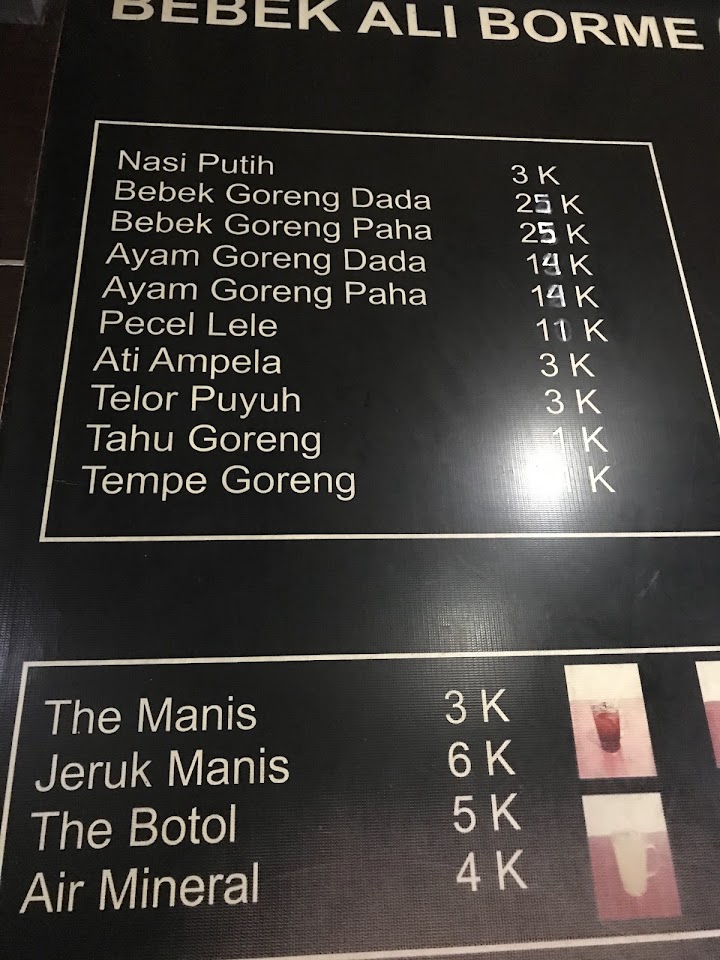 BEBEK ALI BORME
Nasi Putih 3 K
Bebek Goreng Dada 25 K
Bebek Goreng Paha 25 K
Ayam Goreng Dada 14 K
Ayam Goreng Paha 14 K
Pecel Lele 11 K
Ati Ampela 3 K
Telor Puyuh 3 K
Tahu Goreng 1 K
Tempe Goreng K
The Manis 3 K
Jeruk Manis 6 K
The Botol 5 K
Air Mineral 4 K